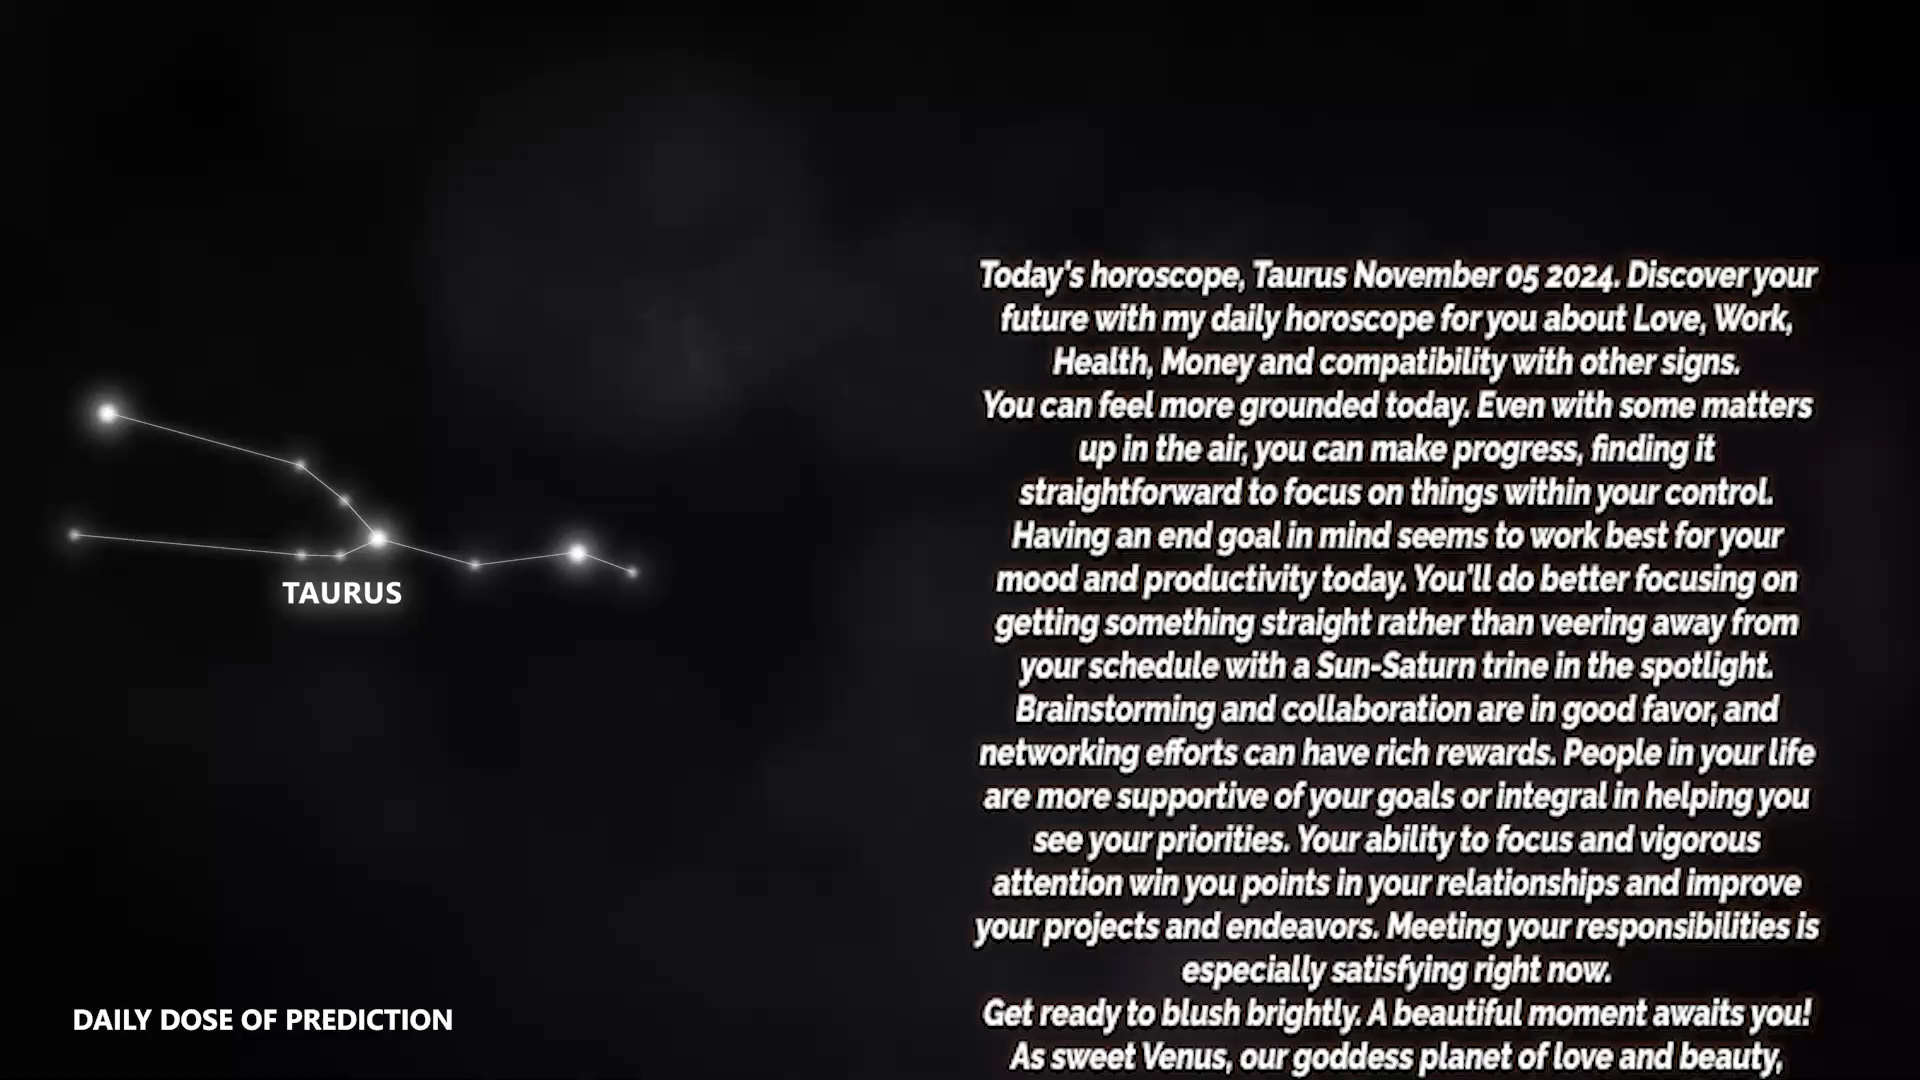 TAURUS
DAILY DOSE OF PREDICTION
Today's horoscope, Taurus November 05 2024. Discover your
future with my daily horoscope for you about Love, Work,
Health, Money and compatibility with other signs.
You can feel more grounded today. Even with some matters
up in the air, you can make progress, finding it
straightforward to focus on things within your control.
Having an end goal in mind seems to work best for your
mood and productivity today. You'll do better focusing on
getting something straight rather than veering away from
your schedule with a Sun-Saturn trine in the spotlight.
Brainstorming and collaboration are in good favor, and
networking efforts can have rich rewards. People in your life
are more supportive of your goals or integral in helping you
see your priorities. Your ability to focus and vigorous
attention win you points in your relationships and improve
your projects and endeavors. Meeting your responsibilities is
especially satisfying right now.
Get ready to blush brightly. A beautiful moment awaits you!
As sweet Venus, our goddess planet of love and beauty,